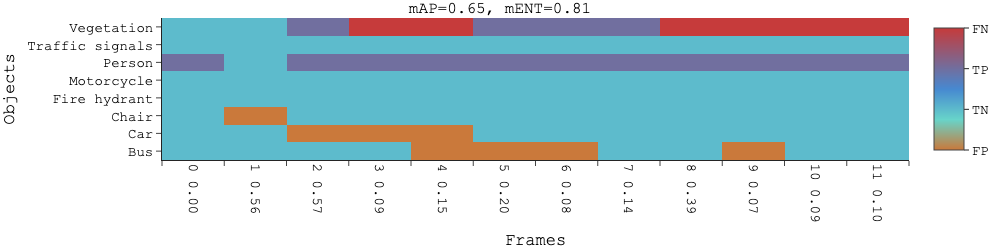 mAP=0.65, mENT=0.81
Objects
Vegetation
Traffic signals
Person
Motorcycle
Fire hydrant
Chair
Car
Bus
0 0.00
1 0.56
2 0.57
3 0.09
4 0.15
5 0.20
6 0.08
7 0.14
8 0.39
9 0.07
10 0.09
11 0.10
Frames
FN
TP
TN
FP